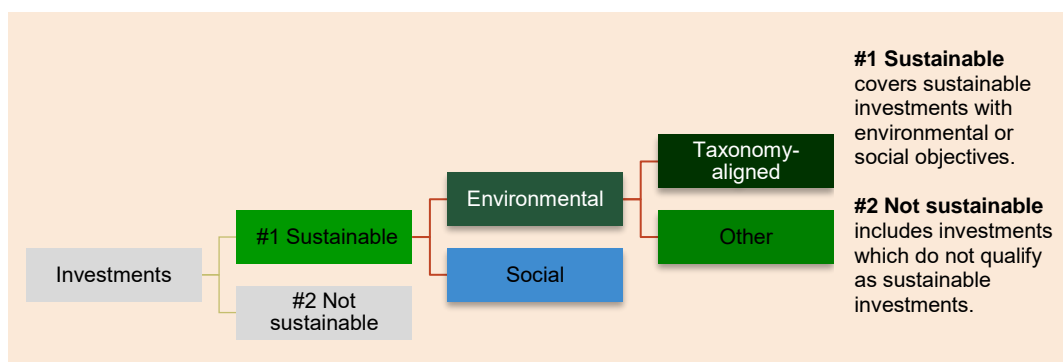 Investments
#1 Sustainable
#2 Not
sustainable
Environmental
Social
Taxonomy-
aligned
Other
#1 Sustainable
covers sustainable
investments with
environmental or
social objectives.
#2 Not sustainable
includes investments
which do not qualify
as sustainable
investments.